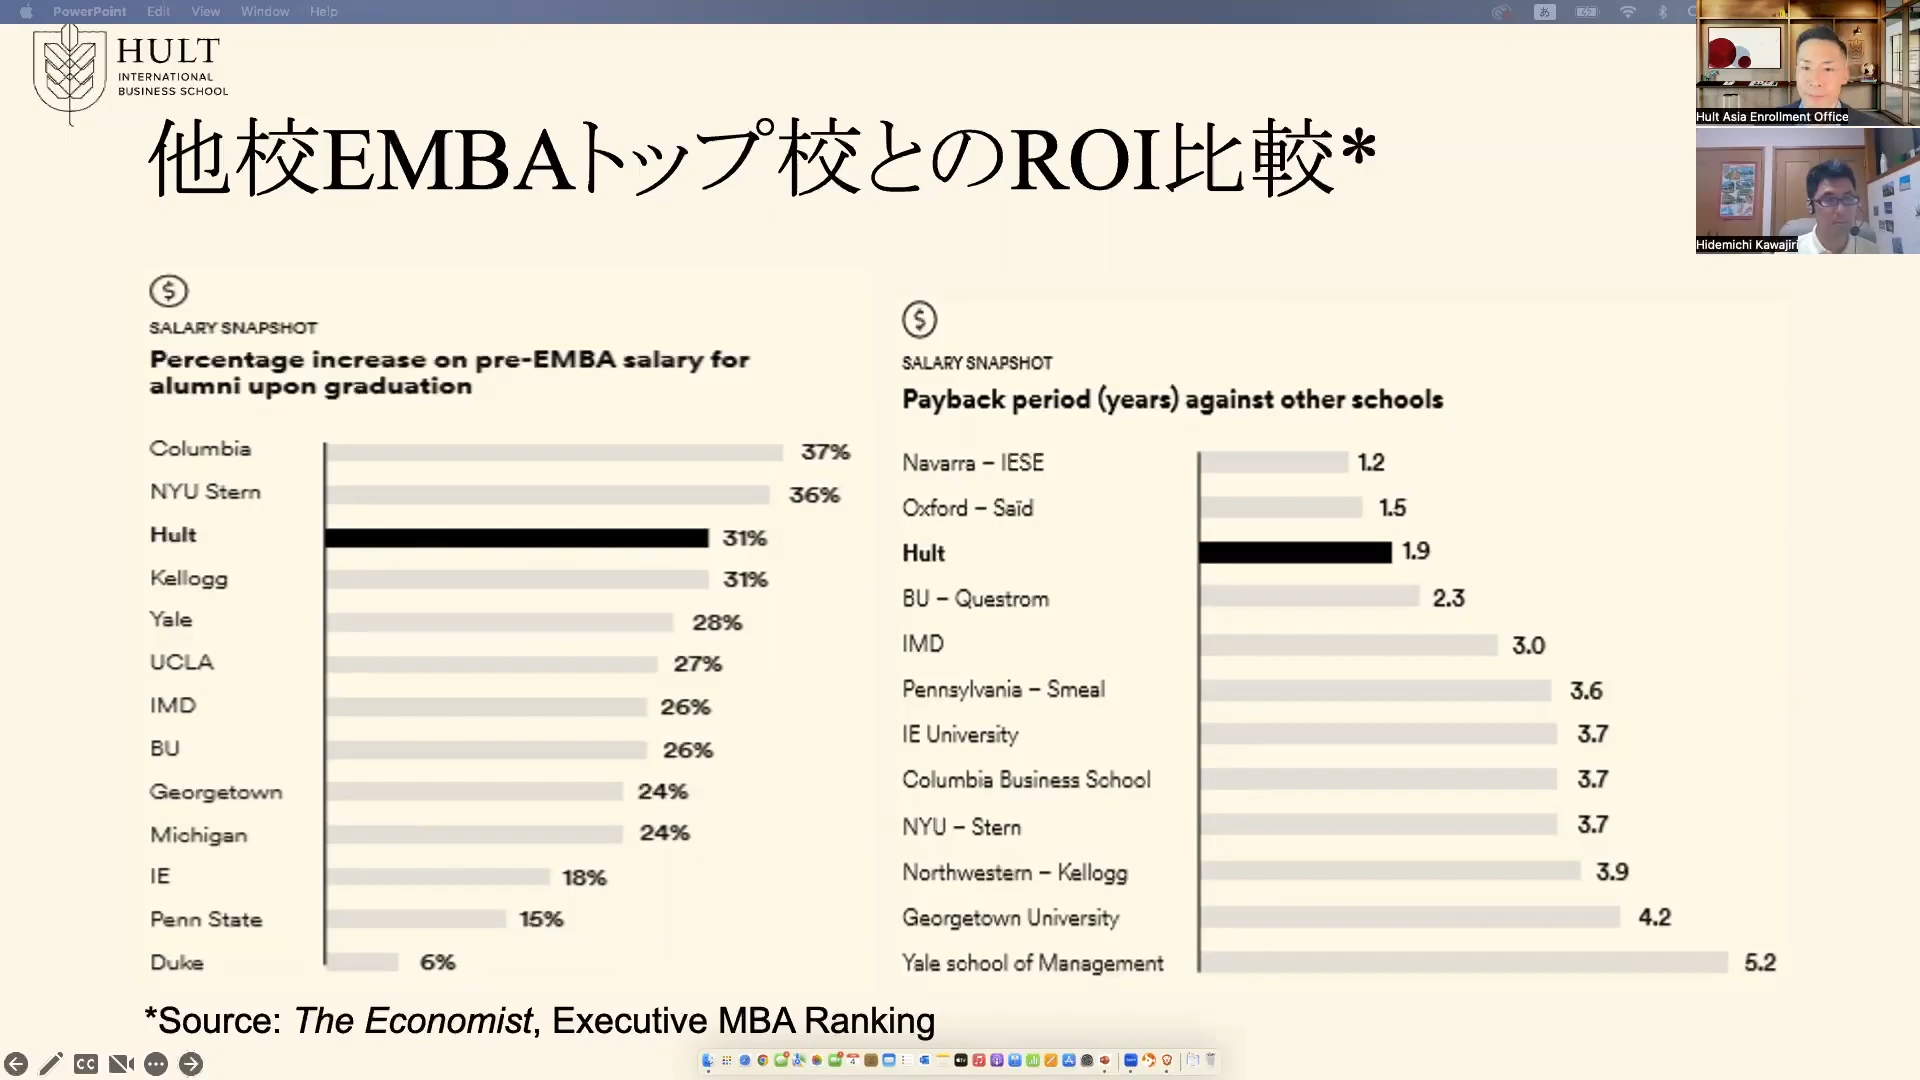 PowerPoint Edit View Window Help
あ
HULT
INTERNATIONAL
BUSINESS SCHOOL
Hult Asia Enrollment Office
Hidemichi Kawajiri
他校EMBAトップ校とのROI比較*
$
SALARY SNAPSHOT
Percentage increase on pre-EMBA salary for
alumni upon graduation
Columbia 37%
NYU Stern 36%
Hult 31%
Kellogg 31%
Yale 28%
UCLA 27%
IMD 26%
BU 26%
Georgetown 24%
Michigan 24%
IE 18%
Penn State 15%
Duke 6%
$
SALARY SNAPSHOT
Payback period (years) against other schools
Navarra – IESE 1.2
Oxford – Saïd 1.5
Hult 1.9
BU – Questrom 2.3
IMD 3.0
Pennsylvania – Smeal 3.6
IE University 3.7
Columbia Business School 3.7
NYU – Stern 3.7
Northwestern – Kellogg 3.9
Georgetown University 4.2
Yale school of Management 5.2
*Source: The Economist, Executive MBA Ranking
CC